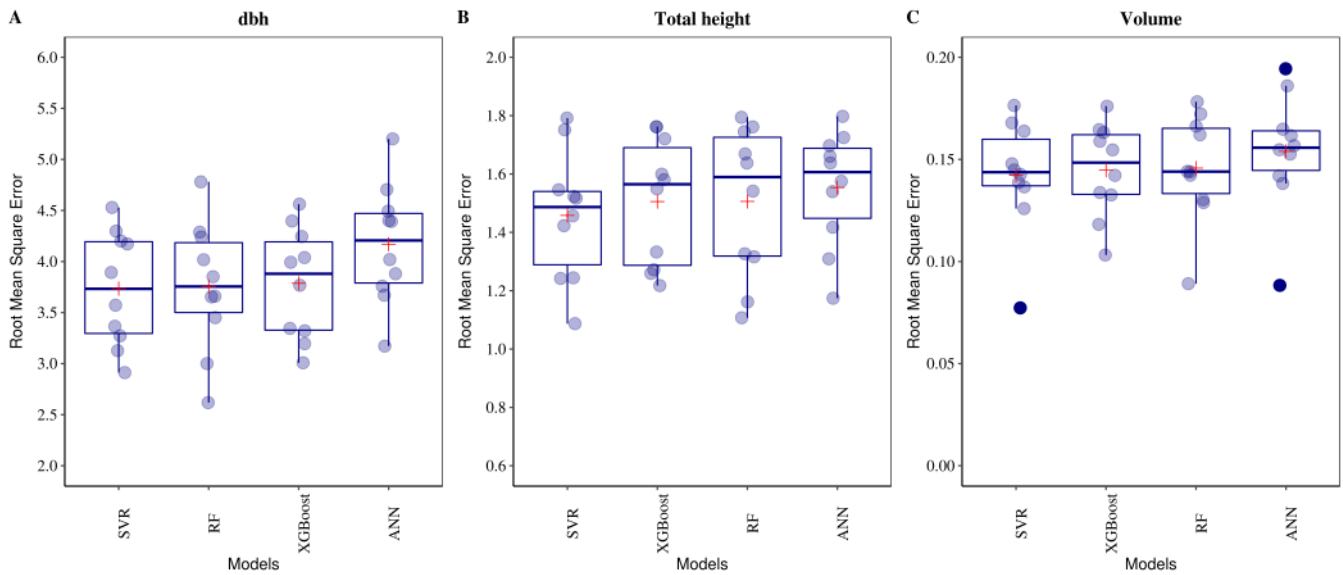 A
dbh
Root Mean Square Error
6.0
5.5
5.0
4.5
4.0
3.5
3.0
2.5
2.0
SVR
RF
XGBoost
ANN
Models
B
Total height
Root Mean Square Error
2.0
1.8
1.6
1.4
1.2
1.0
0.8
0.6
SVR
XGBoost
RF
ANN
Models
C
Volume
Root Mean Square Error
0.20
0.15
0.10
0.05
0.00
SVR
XGBoost
RF
ANN
Models